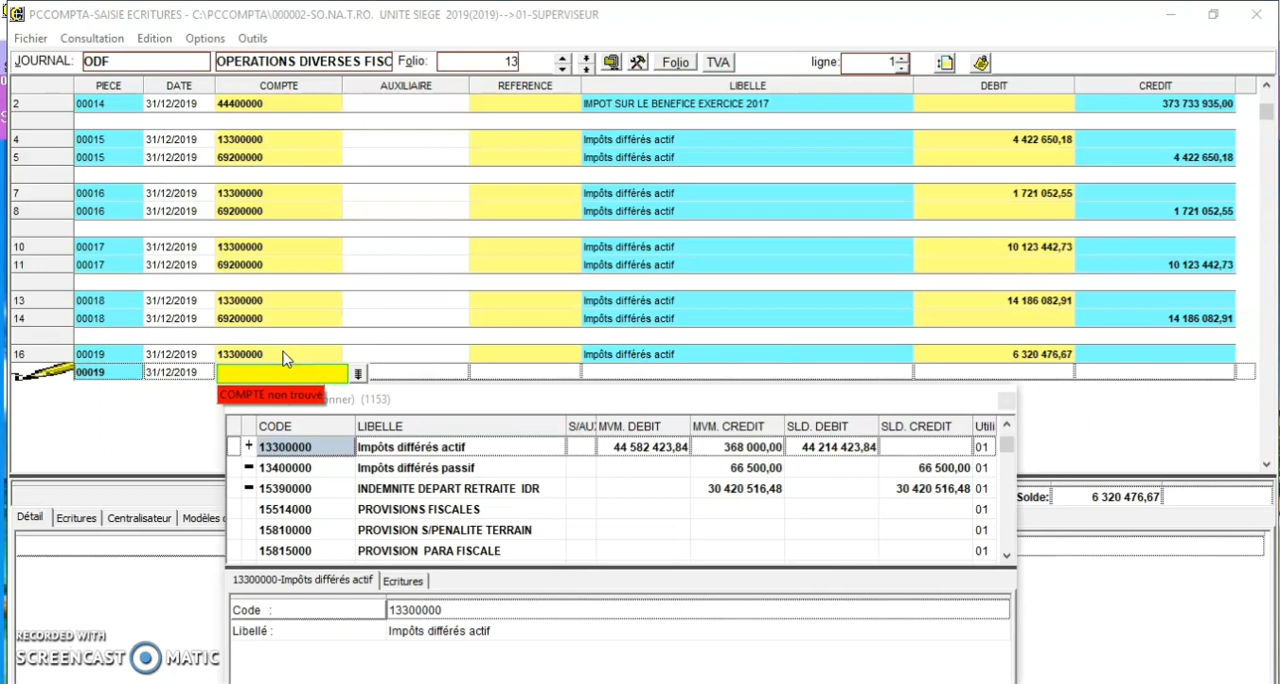 PCCOMPTA-SAISIE ECRITURES - C:\PCCOMPTA\000002-SO.NA.T.RO. UNITE SIEGE 2019(2019)-->01-SUPERVISEUR
Fichier Consultation Edition Options Outils
JOURNAL: ODF OPERATIONS DIVERSES FISC Folio: 13 Folio TVA ligne: 1
PIECE DATE COMPTE AUXILIAIRE REFERENCE LIBELLE DEBIT CREDIT
2 00014 31/12/2019 44400000 IMPOT SUR LE BENEFICE EXERCICE 2017 373 733 935,00
4 00015 31/12/2019 13300000 Impôts différés actif 4 422 650,18
5 00015 31/12/2019 69200000 Impôts différés actif 4 422 650,18
7 00016 31/12/2019 13300000 Impôts différés actif 1 721 052,55
8 00016 31/12/2019 69200000 Impôts différés actif 1 721 052,55
10 00017 31/12/2019 13300000 Impôts différés actif 10 123 442,73
11 00017 31/12/2019 69200000 Impôts différés actif 10 123 442,73
13 00018 31/12/2019 13300000 Impôts différés actif 14 186 082,91
14 00018 31/12/2019 69200000 Impôts différés actif 14 186 082,91
16 00019 31/12/2019 13300000 Impôts différés actif 6 320 476,67
00019 31/12/2019
COMPTE non trouvé nner) (1153)
CODE LIBELLE S/AU MVM. DEBIT MVM. CREDIT SLD. DEBIT SLD. CREDIT Utili
+ 13300000 Impôts différés actif 44 582 423,84 368 000,00 44 214 423,84 01
- 13400000 Impôts différés passif 66 500,00 66 500,00 01
- 15390000 INDEMNITE DEPART RETRAITE IDR 30 420 516,48 30 420 516,48 01
15514000 PROVISIONS FISCALES 01
15810000 PROVISION S/PENALITE TERRAIN 01
15815000 PROVISION PARA FISCALE 01
Solde: 6 320 476,67
Détail Ecritures Centralisateur Modèles
13300000-Impôts différés actif Ecritures
Code : 13300000
Libellé : Impôts différés actif
RECORDED WITH
SCREENCAST MATIC